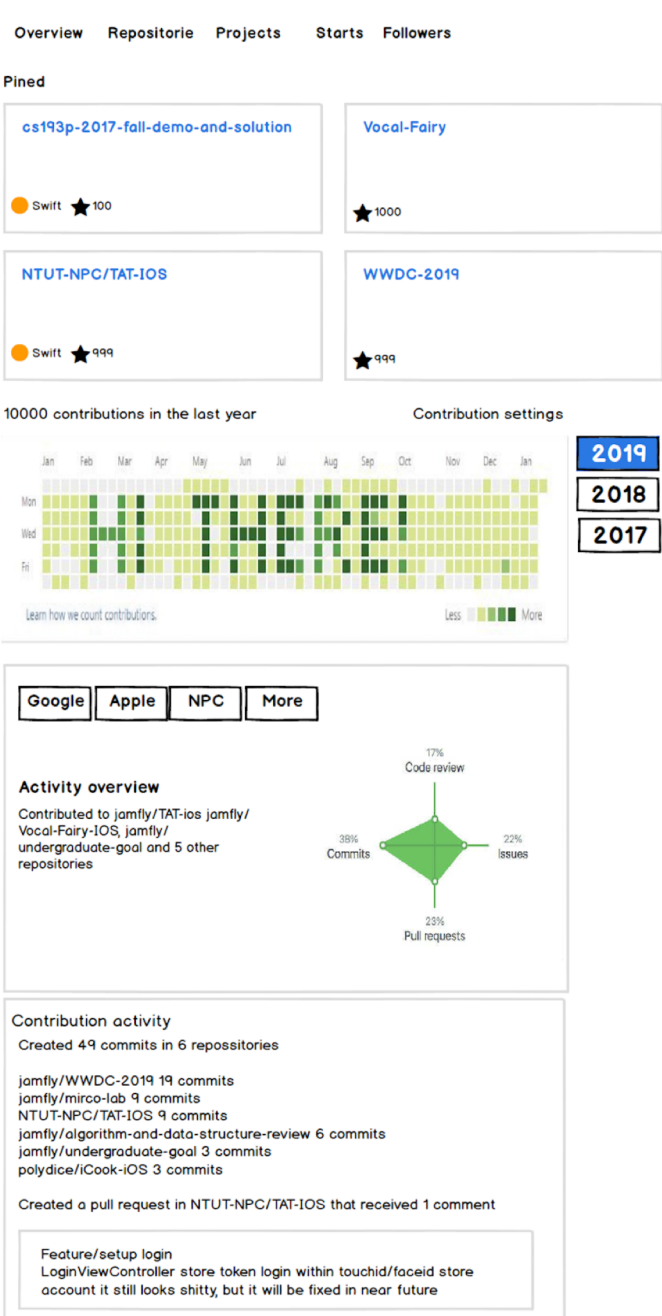 Overview Repositorie Projects Starts Followers
Pined
cs193p-2017-fall-demo-and-solution
Swift 100
Vocal-Fairy
1000
NTUT-NPC/TAT-IOS
Swift 999
WWDC-2019
999
10000 contributions in the last year
Contribution settings
2019
2018
2017
Jan Feb Mar Apr May Jun Jul Aug Sep Oct Nov Dec Jan
Mon
Wed
Fri
HI THERE!
Learn how we count contributions.
Less More
Google Apple NPC More
Activity overview
Contributed to jamfly/TAT-ios jamfly/
Vocal-Fairy-IOS, jamfly/
undergraduate-goal and 5 other
repositories
17%
Code review
38%
Commits
22%
Issues
23%
Pull requests
Contribution activity
Created 49 commits in 6 repossitories
jamfly/WWDC-2019 19 commits
jamfly/mirco-lab 9 commits
NTUT-NPC/TAT-IOS 9 commits
jamfly/algorithm-and-data-structure-review 6 commits
jamfly/undergraduate-goal 3 commits
polydice/iCook-iOS 3 commits
Created a pull request in NTUT-NPC/TAT-IOS that received 1 comment
Feature/setup login
LoginViewController store token login within touchid/faceid store
account it still looks shitty, but it will be fixed in near future